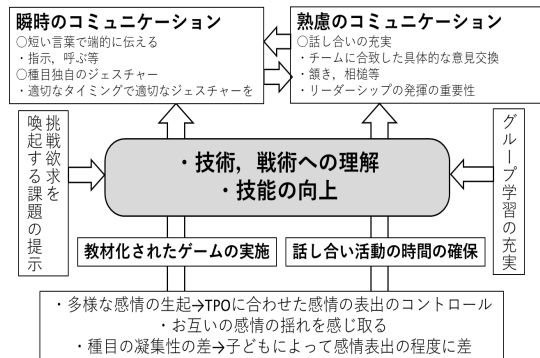 瞬時のコミュニケーション
○短い言葉で端的に伝える
・指示，呼ぶ等
○種目独自のジェスチャー
・適切なタイミングで適切なジェスチャーを
熟慮のコミュニケーション
○話し合いの充実
・チームに合致した具体的な意見交換
・頷き，相槌等
・リーダーシップの発揮の重要性
挑戦欲求を
喚起する課題の提示
・技術，戦術への理解
・技能の向上
グループ学習の充実
教材化されたゲームの実施
話し合い活動の時間の確保
・多様な感情の生起→TPOに合わせた感情の表出のコントロール
・お互いの感情の揺れを感じ取る
・種目の凝集性の差→子どもによって感情表出の程度に差